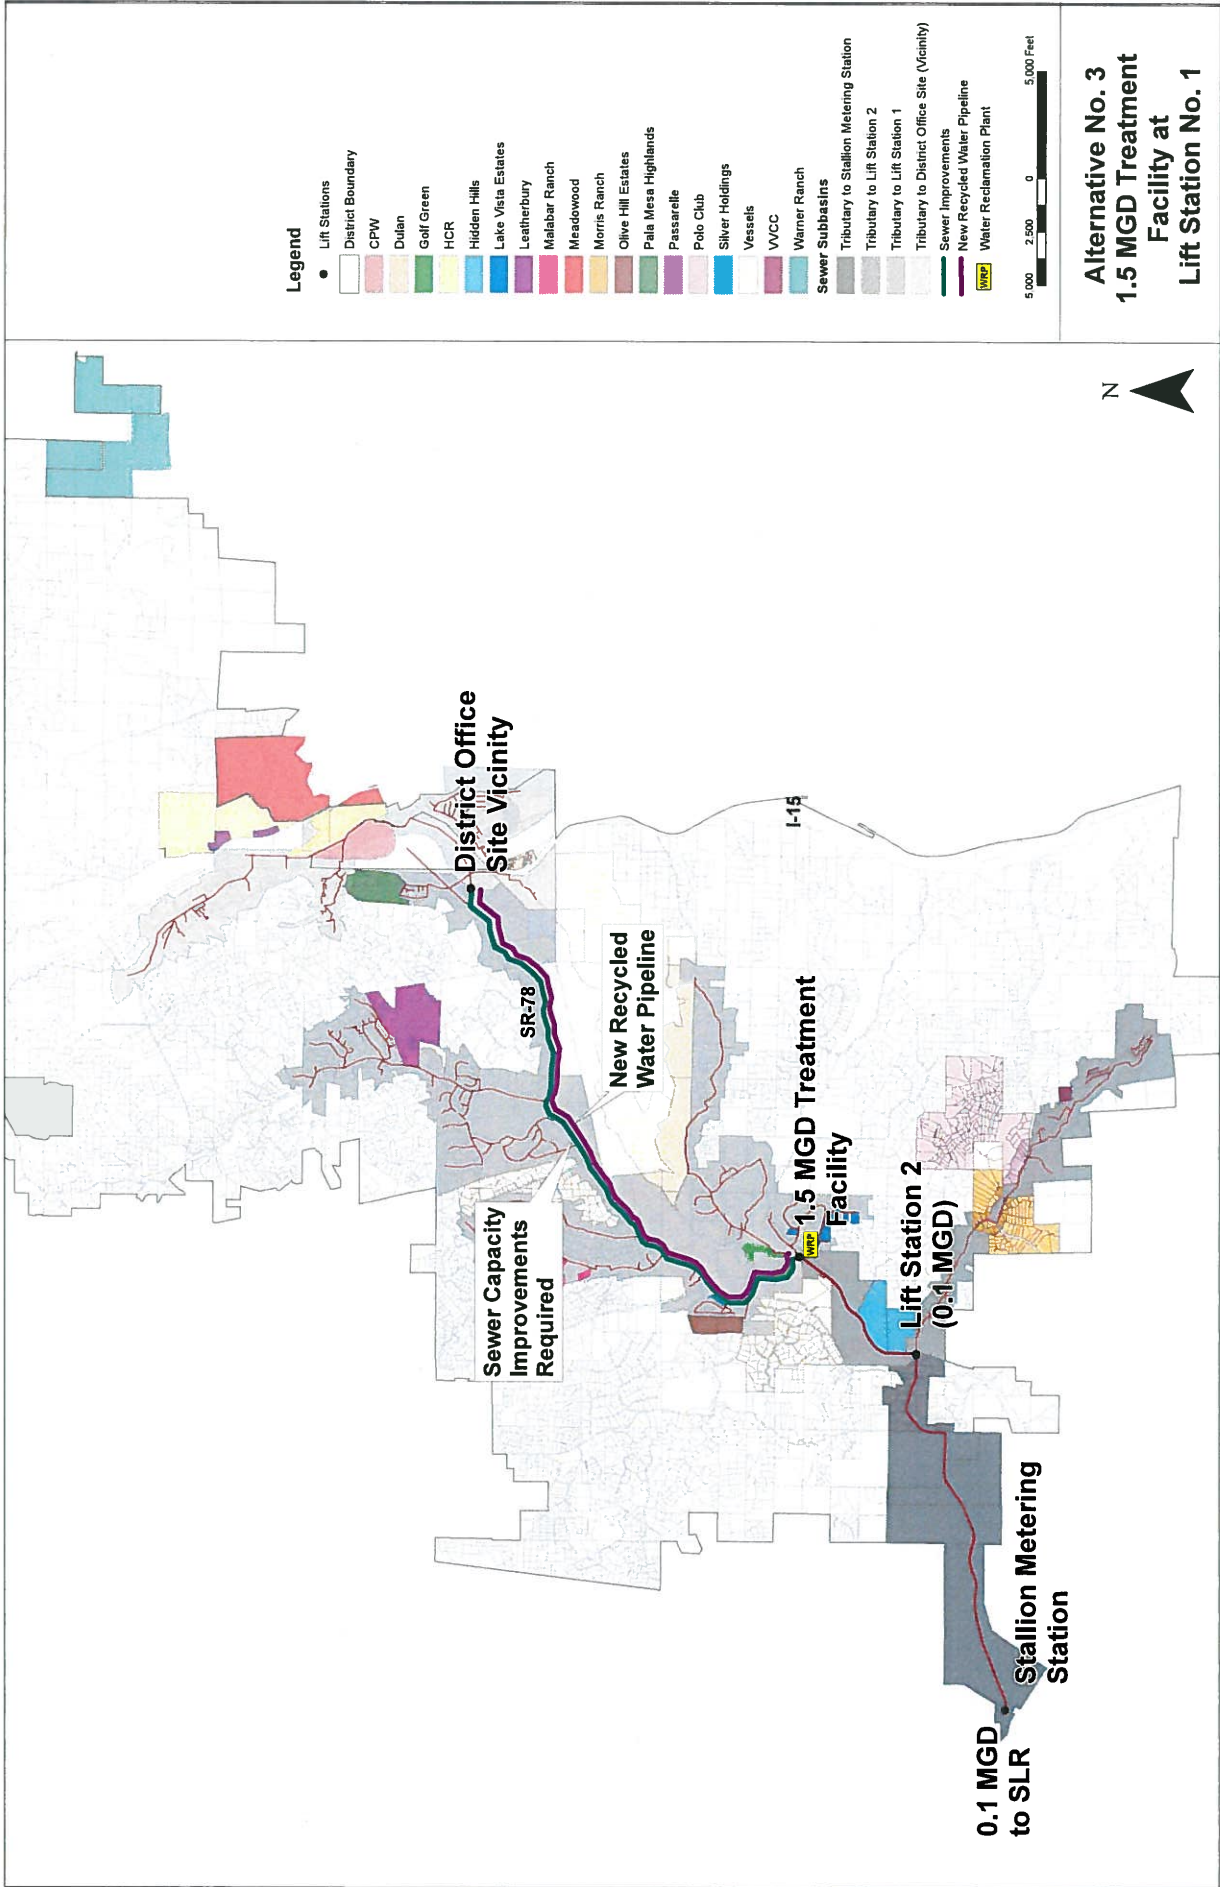 District Office
Site Vicinity
SR-78
I-15
New Recycled
Water Pipeline
Sewer Capacity
Improvements
Required
1.5 MGD Treatment
Facility
WRP
Lift Station 2
(0.1 MGD)
Stallion Metering
Station
0.1 MGD
to SLR
N
Legend
Lift Stations
District Boundary
CPW
Dulan
Golf Green
HCR
Hidden Hills
Lake Vista Estates
Leatherbury
Malabar Ranch
Meadowood
Morris Ranch
Olive Hill Estates
Pala Mesa Highlands
Passarelle
Polo Club
Silver Holdings
Vessels
VVCC
Warner Ranch
Sewer Subbasins
Tributary to Stallion Metering Station
Tributary to Lift Station 2
Tributary to Lift Station 1
Tributary to District Office Site (Vicinity)
Sewer Improvements
New Recycled Water Pipeline
WRP Water Reclamation Plant
5,000 2,500 0 5,000 Feet
Alternative No. 3
1.5 MGD Treatment
Facility at
Lift Station No. 1